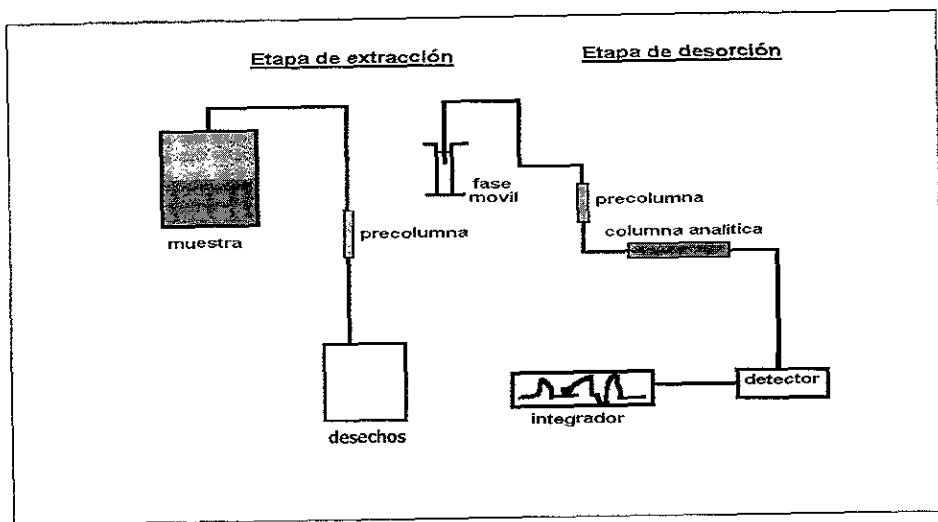 Etapa de extracción
muestra
precolumna
desechos
Etapa de desorción
fase
movil
precolumna
columna analitica
detector
integrador